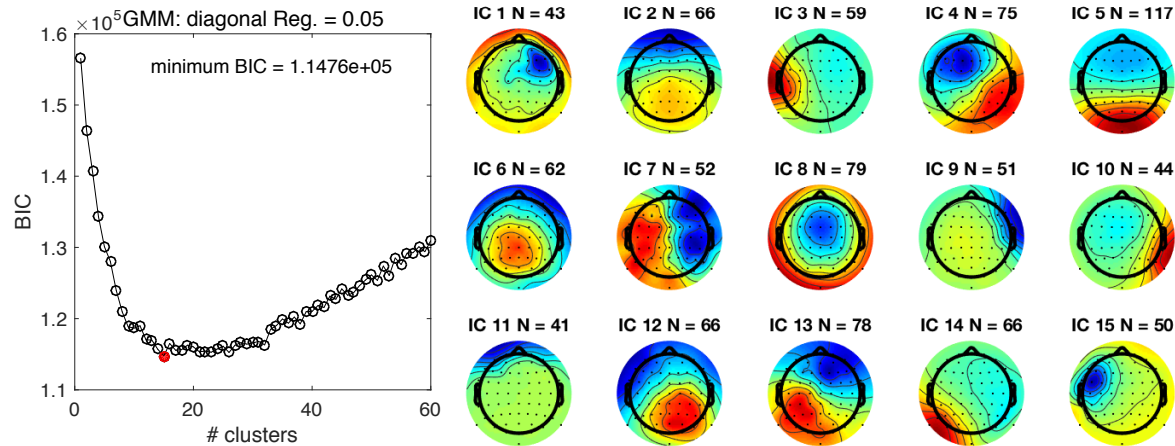 ×10⁵ GMM: diagonal Reg. = 0.05
minimum BIC = 1.1476e+05
1.6
1.5
1.4
1.3
1.2
1.1
BIC
0 20 40 60
# clusters
IC 1 N = 43 IC 2 N = 66 IC 3 N = 59 IC 4 N = 75 IC 5 N = 117
IC 6 N = 62 IC 7 N = 52 IC 8 N = 79 IC 9 N = 51 IC 10 N = 44
IC 11 N = 41 IC 12 N = 66 IC 13 N = 78 IC 14 N = 66 IC 15 N = 50